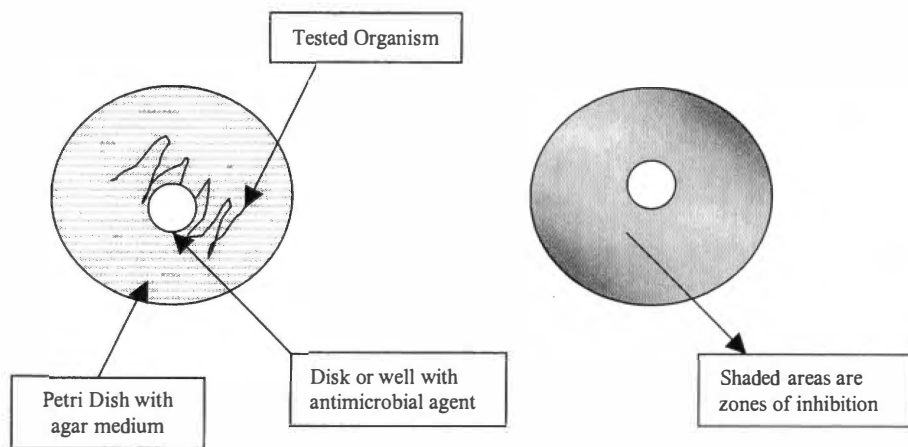 Tested Organism
Petri Dish with
agar medium
Disk or well with
antimicrobial agent
Shaded areas are
zones of inhibition